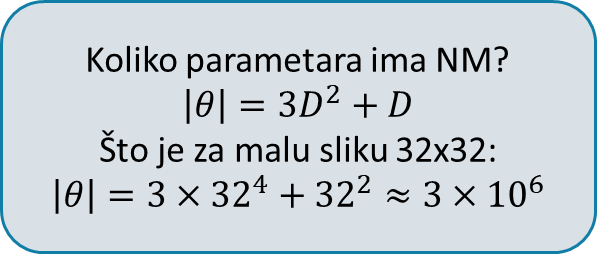 Koliko parametara ima NM?
|θ| = 3D² + D
Što je za malu sliku 32x32:
|θ| = 3 × 32⁴ + 32² ≈ 3 × 10⁶